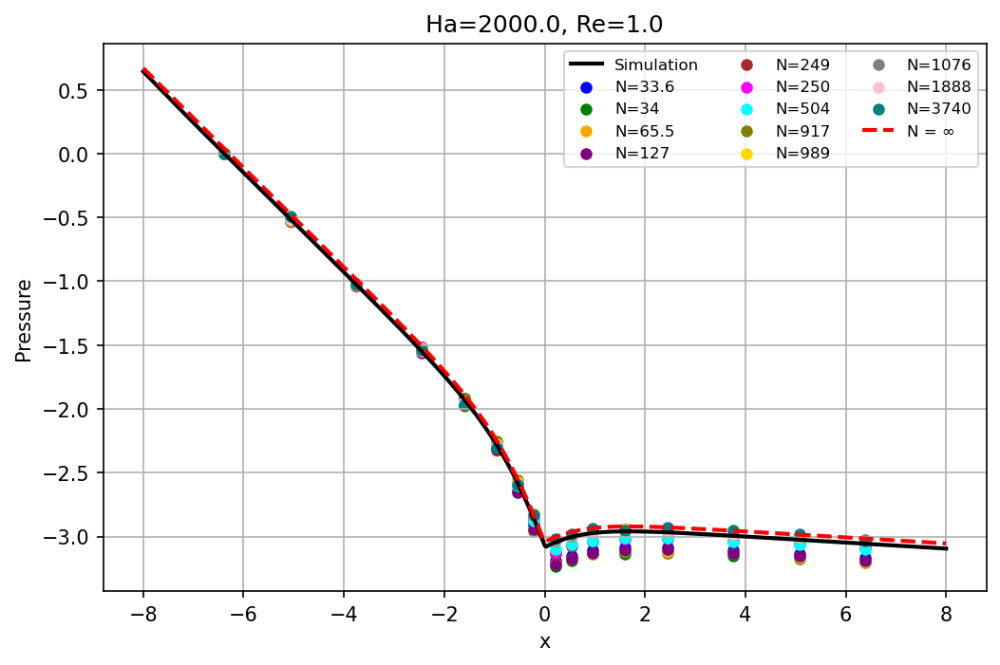 Ha=2000.0, Re=1.0
Simulation
N=33.6
N=34
N=65.5
N=127
N=249
N=250
N=504
N=917
N=989
N=1076
N=1888
N=3740
N = ∞
Pressure
0.5
0.0
−0.5
−1.0
−1.5
−2.0
−2.5
−3.0
−8 −6 −4 −2 0 2 4 6 8
x